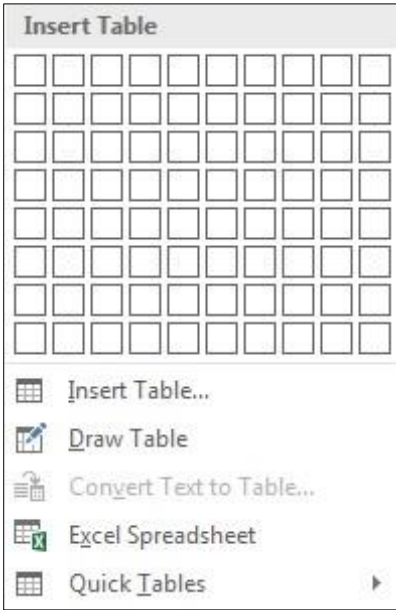 Insert Table
Insert Table...
Draw Table
Convert Text to Table...
Excel Spreadsheet
Quick Tables